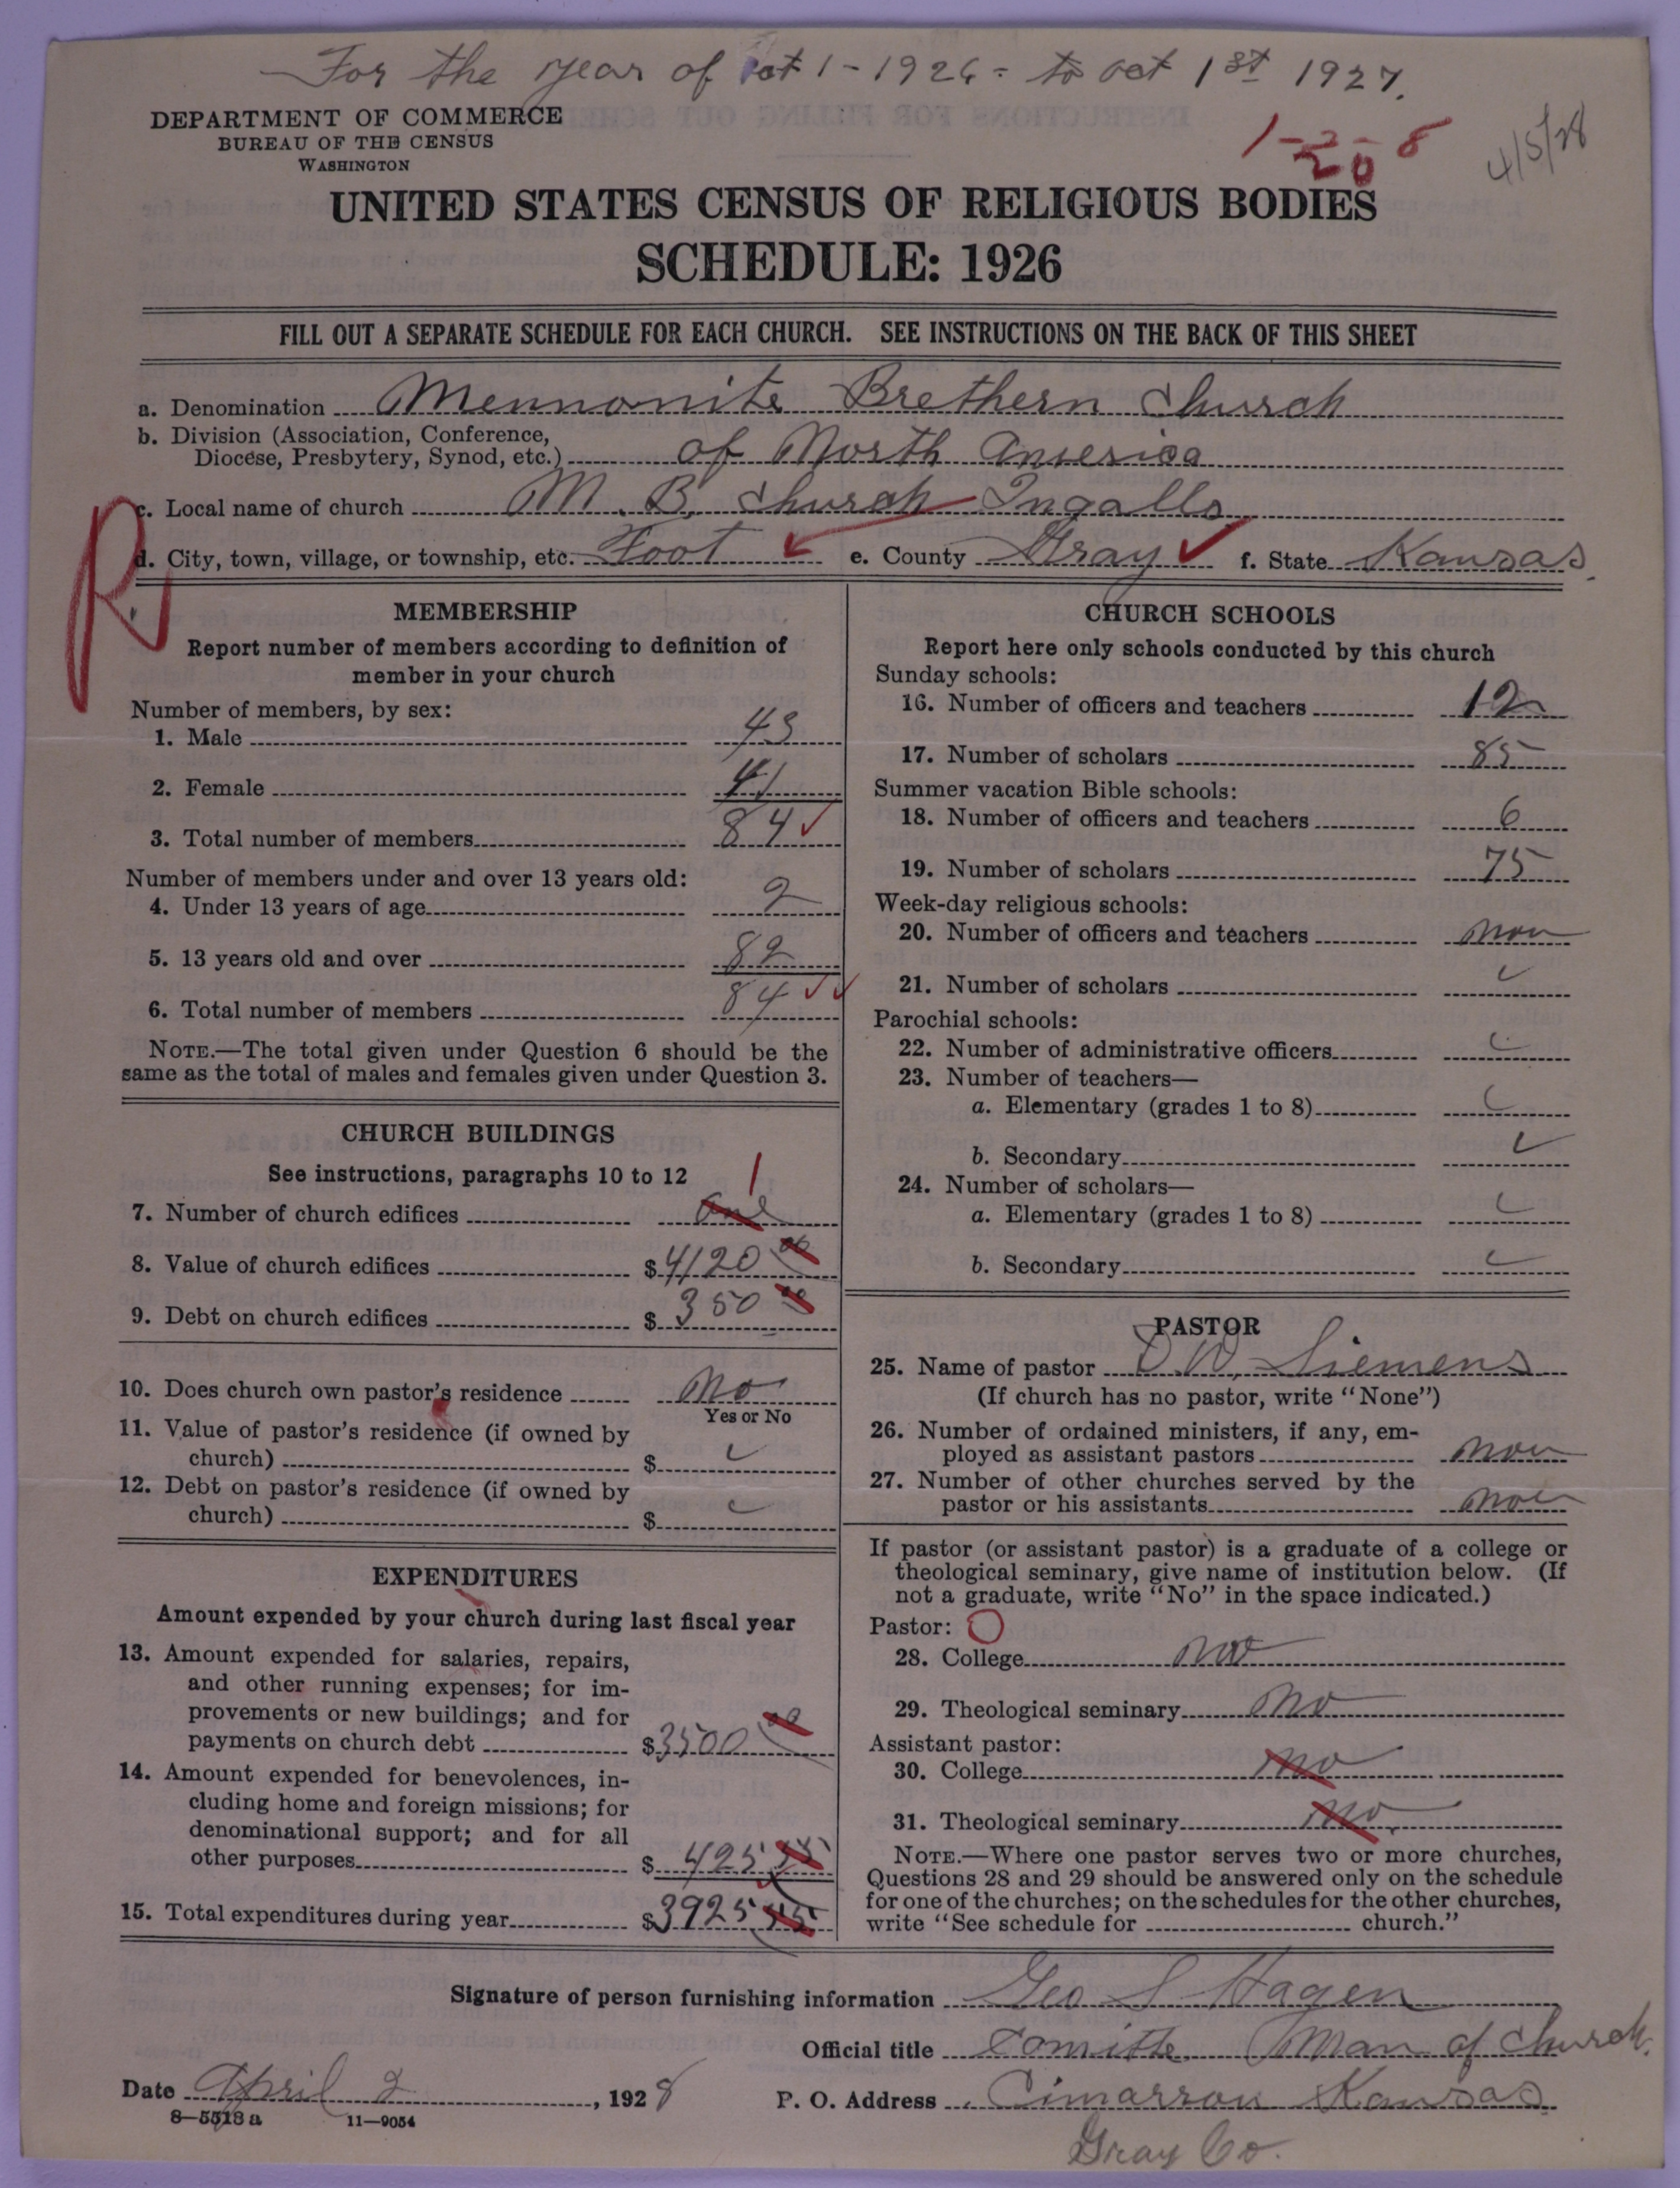 For the year of oct 1 - 1926 = to oct 1st 1927.
DEPARTMENT OF COMMERCE
BUREAU OF THE CENSUS
WASHINGTON
1-208
4/5/28
UNITED STATES CENSUS OF RELIGIOUS BODIES
SCHEDULE: 1926
FILL OUT A SEPARATE SCHEDULE FOR EACH CHURCH. SEE INSTRUCTIONS ON THE BACK OF THIS SHEET
a. Denomination Mennonite Brethern Church
b. Division (Association, Conference,
Diocese, Presbytery, Synod, etc.) of North America
c. Local name of church M. B. Church Ingalls
d. City, town, village, or township, etc. Foot e. County Gray f. State Kansas.
R
MEMBERSHIP
Report number of members according to definition of
member in your church
Number of members, by sex:
1. Male 43
2. Female 41
3. Total number of members 84
Number of members under and over 13 years old:
4. Under 13 years of age 2
5. 13 years old and over 82
6. Total number of members 84
NOTE.—The total given under Question 6 should be the
same as the total of males and females given under Question 3.
CHURCH BUILDINGS
See instructions, paragraphs 10 to 12
1
7. Number of church edifices one
8. Value of church edifices $4120 00
9. Debt on church edifices $350 00
10. Does church own pastor's residence No
Yes or No
11. Value of pastor's residence (if owned by
church) $
12. Debt on pastor's residence (if owned by
church) $
EXPENDITURES
Amount expended by your church during last fiscal year
13. Amount expended for salaries, repairs,
and other running expenses; for im-
provements or new buildings; and for
payments on church debt $3500 00
14. Amount expended for benevolences, in-
cluding home and foreign missions; for
denominational support; and for all
other purposes $425
15. Total expenditures during year $3925
CHURCH SCHOOLS
Report here only schools conducted by this church
Sunday schools:
16. Number of officers and teachers 12
17. Number of scholars 85
Summer vacation Bible schools:
18. Number of officers and teachers 6
19. Number of scholars 75
Week-day religious schools:
20. Number of officers and teachers non
21. Number of scholars
Parochial schools:
22. Number of administrative officers
23. Number of teachers—
a. Elementary (grades 1 to 8)
b. Secondary
24. Number of scholars—
a. Elementary (grades 1 to 8)
b. Secondary
PASTOR
25. Name of pastor D W. Siemens
(If church has no pastor, write "None")
26. Number of ordained ministers, if any, em-
ployed as assistant pastors non
27. Number of other churches served by the
pastor or his assistants non
If pastor (or assistant pastor) is a graduate of a college or
theological seminary, give name of institution below. (If
not a graduate, write "No" in the space indicated.)
Pastor: O
28. College no
29. Theological seminary no
Assistant pastor:
30. College no
31. Theological seminary no
NOTE.—Where one pastor serves two or more churches,
Questions 28 and 29 should be answered only on the schedule
for one of the churches; on the schedules for the other churches,
write "See schedule for church."
Signature of person furnishing information Geo S Hagen
Official title Comitte Man of Church.
Date April 2, 1928 P. O. Address Cimarron Kansas
8-5513 a 11-9054
Gray Co.